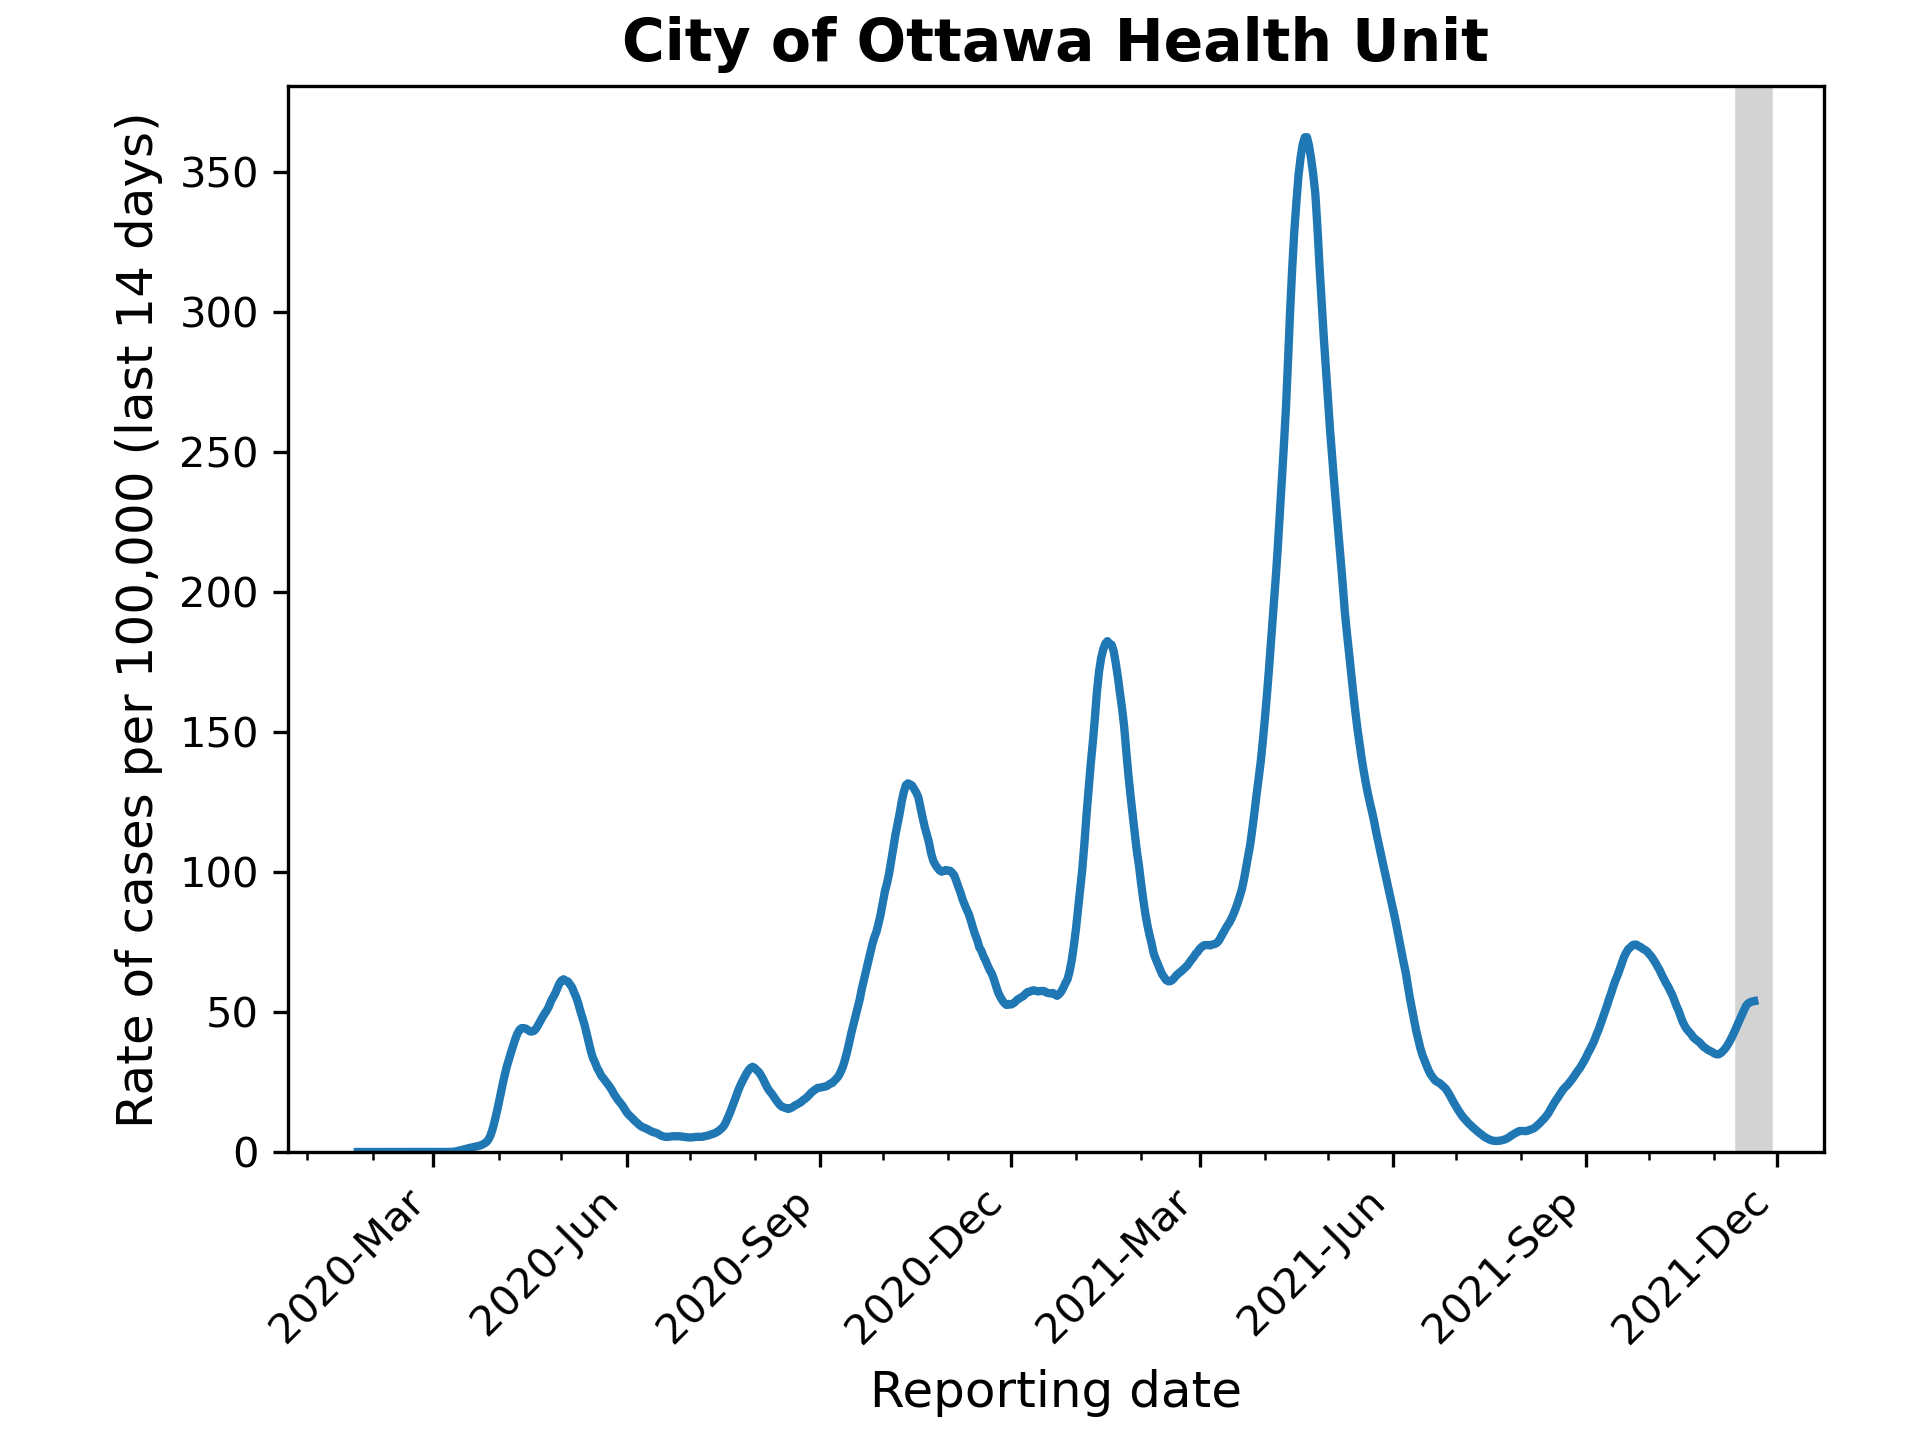 City of Ottawa Health Unit
Rate of cases per 100,000 (last 14 days)
350
300
250
200
150
100
50
0
2020-Mar
2020-Jun
2020-Sep
2020-Dec
2021-Mar
2021-Jun
2021-Sep
2021-Dec
Reporting date